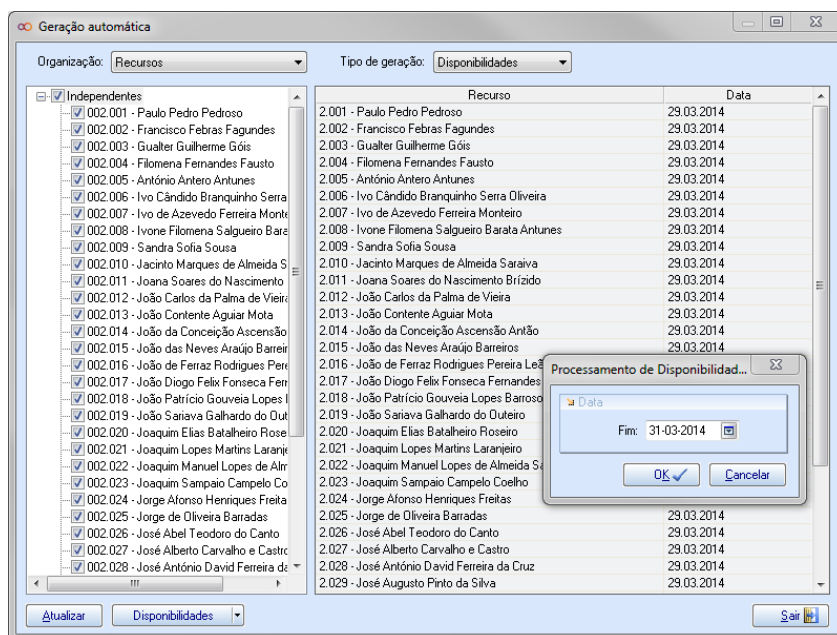 Geração automática
Organização: Recursos Tipo de geração: Disponibilidades
Independentes
002.001 - Paulo Pedro Pedroso
002.002 - Francisco Febras Fagundes
002.003 - Gualter Guilherme Góis
002.004 - Filomena Fernandes Fausto
002.005 - António Antero Antunes
002.006 - Ivo Cândido Branquinho Serra
002.007 - Ivo de Azevedo Ferreira Monte
002.008 - Ivone Filomena Salgueiro Bara
002.009 - Sandra Sofia Sousa
002.010 - Jacinto Marques de Almeida S
002.011 - Joana Soares do Nascimento
002.012 - João Carlos da Palma de Vieira
002.013 - João Contente Aguiar Mota
002.014 - João da Conceição Ascensão
002.015 - João das Neves Araújo Barreir
002.016 - João de Ferraz Rodrigues Pere
002.017 - João Diogo Felix Fonseca Ferr
002.018 - João Patrício Gouveia Lopes
002.019 - João Sariava Galhardo do Out
002.020 - Joaquim Elias Batalheiro Rose
002.021 - Joaquim Lopes Martins Laranje
002.022 - Joaquim Manuel Lopes de Alm
002.023 - Joaquim Sampaio Campelo Co
002.024 - Jorge Afonso Henriques Freita
002.025 - Jorge de Oliveira Barradas
002.026 - José Abel Teodoro do Canto
002.027 - José Alberto Carvalho e Castro
002.028 - José António David Ferreira da
Recurso Data
2.001 - Paulo Pedro Pedroso 29.03.2014
2.002 - Francisco Febras Fagundes 29.03.2014
2.003 - Gualter Guilherme Góis 29.03.2014
2.004 - Filomena Fernandes Fausto 29.03.2014
2.005 - António Antero Antunes 29.03.2014
2.006 - Ivo Cândido Branquinho Serra Oliveira 29.03.2014
2.007 - Ivo de Azevedo Ferreira Monteiro 29.03.2014
2.008 - Ivone Filomena Salgueiro Barata Antunes 29.03.2014
2.009 - Sandra Sofia Sousa 29.03.2014
2.010 - Jacinto Marques de Almeida Saraiva 29.03.2014
2.011 - Joana Soares do Nascimento Brízido 29.03.2014
2.012 - João Carlos da Palma de Vieira 29.03.2014
2.013 - João Contente Aguiar Mota 29.03.2014
2.014 - João da Conceição Ascensão Antão 29.03.2014
2.015 - João das Neves Araújo Barreiros 29.03.2014
2.016 - João de Ferraz Rodrigues Pereira Leã
2.017 - João Diogo Felix Fonseca Fernandes
2.018 - João Patrício Gouveia Lopes Barroso
2.019 - João Sariava Galhardo do Outeiro
2.020 - Joaquim Elias Batalheiro Roseiro
2.021 - Joaquim Lopes Martins Laranjeiro
2.022 - Joaquim Manuel Lopes de Almeida Sa
2.023 - Joaquim Sampaio Campelo Coelho
2.024 - Jorge Afonso Henriques Freitas
2.025 - Jorge de Oliveira Barradas 29.03.2014
2.026 - José Abel Teodoro do Canto 29.03.2014
2.027 - José Alberto Carvalho e Castro 29.03.2014
2.028 - José António David Ferreira da Cruz 29.03.2014
2.029 - José Augusto Pinto da Silva 29.03.2014
Processamento de Disponibilidad...
Data
Fim: 31-03-2014
OK Cancelar
Atualizar Disponibilidades Sair